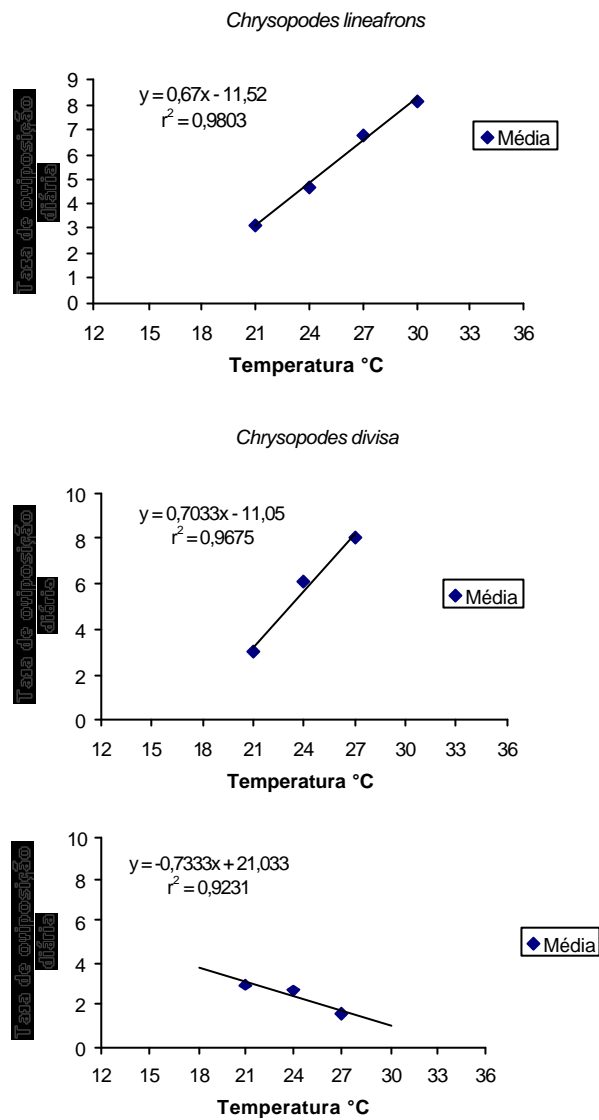 Chrysopodes lineafrons
y = 0,67x - 11,52
r² = 0,9803
Taxa de oviposição
diária
9
8
7
6
5
4
3
2
1
0
12 15 18 21 24 27 30 33 36
Temperatura °C
Média
Chrysopodes divisa
y = 0,7033x - 11,05
r² = 0,9675
Taxa de oviposição
diária
10
8
6
4
2
0
12 15 18 21 24 27 30 33 36
Temperatura °C
Média
y = -0,7333x + 21,033
r² = 0,9231
Taxa de oviposição
diária
10
8
6
4
2
0
12 15 18 21 24 27 30 33 36
Temperatura °C
Média